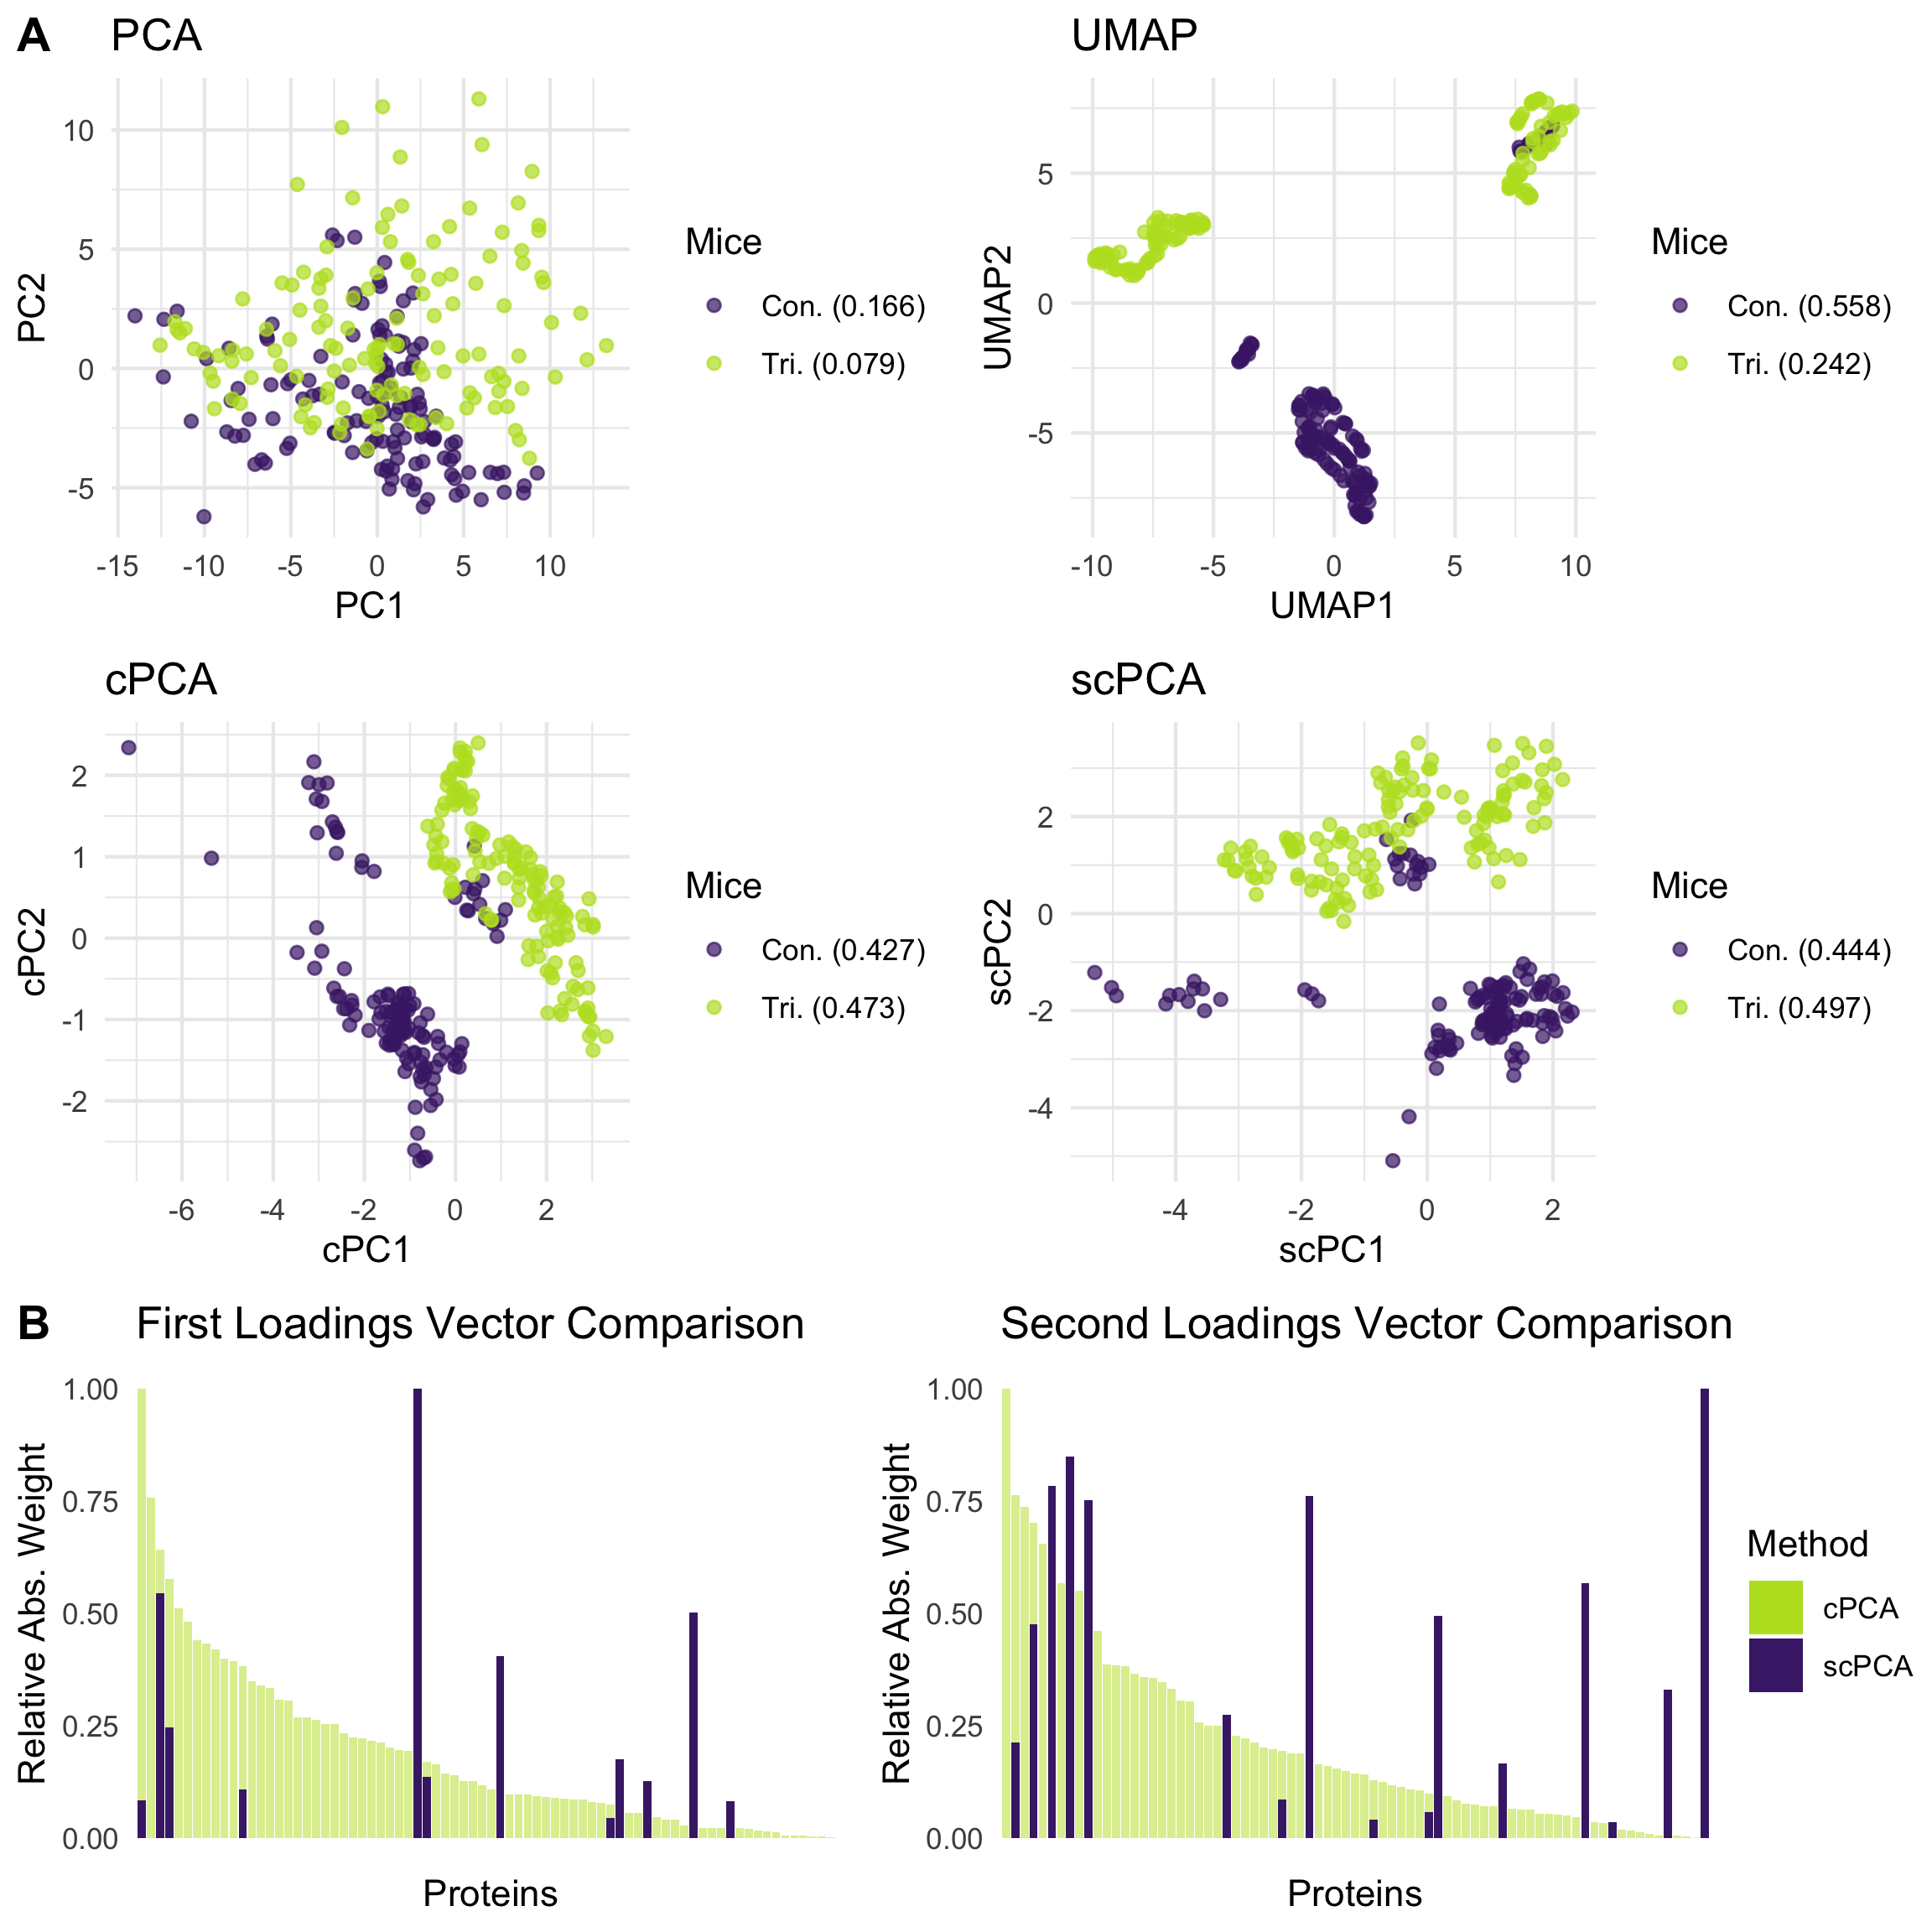 A
PCA
10
5
0
-5
-15
-10
-5
0
5
10
PC1
PC2
Mice
Con. (0.166)
Tri. (0.079)
UMAP
5
0
-5
-10
-5
0
5
10
UMAP1
UMAP2
Mice
Con. (0.558)
Tri. (0.242)
cPCA
2
1
0
-1
-2
-6
-4
-2
0
2
cPC1
cPC2
Mice
Con. (0.427)
Tri. (0.473)
scPCA
2
0
-2
-4
-4
-2
0
2
scPC1
scPC2
Mice
Con. (0.444)
Tri. (0.497)
B
First Loadings Vector Comparison
1.00
0.75
0.50
0.25
0.00
Relative Abs. Weight
Proteins
Second Loadings Vector Comparison
1.00
0.75
0.50
0.25
0.00
Relative Abs. Weight
Proteins
Method
cPCA
scPCA